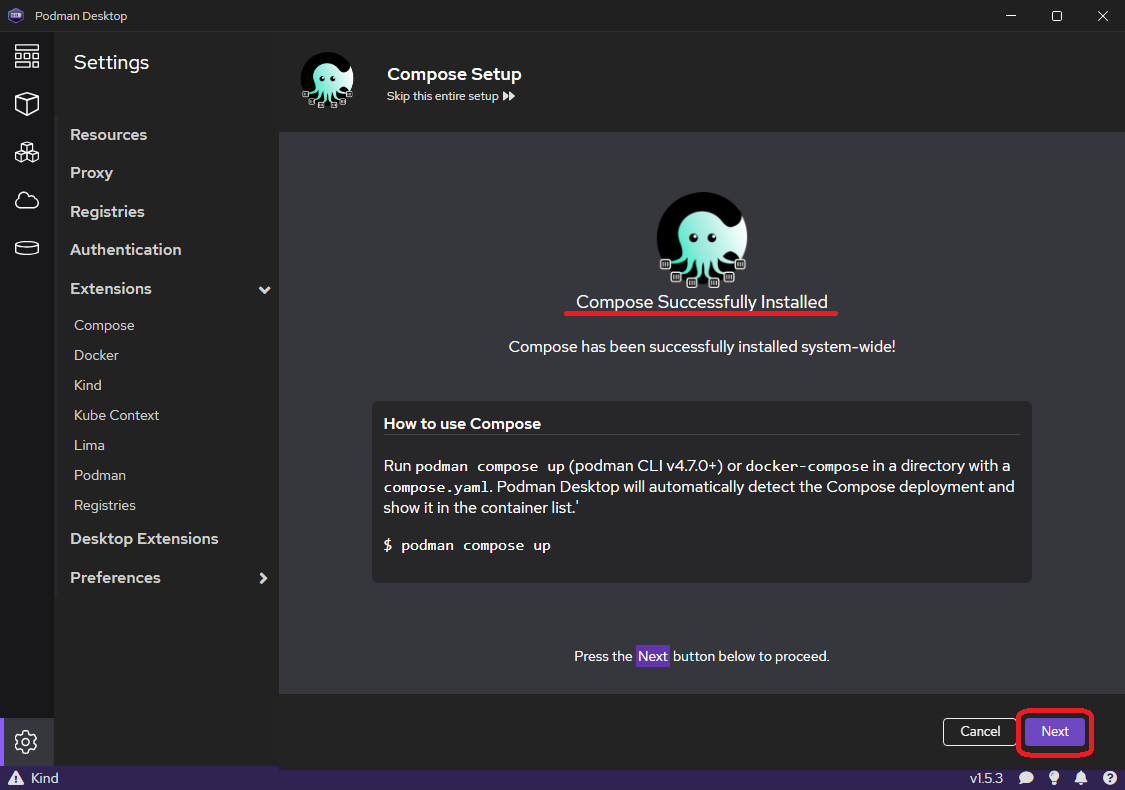 Podman Desktop
Settings
Resources
Proxy
Registries
Authentication
Extensions
Compose
Docker
Kind
Kube Context
Lima
Podman
Registries
Desktop Extensions
Preferences
Compose Setup
Skip this entire setup
Compose Successfully Installed
Compose has been successfully installed system-wide!
How to use Compose
Run podman compose up (podman CLI v4.7.0+) or docker-compose in a directory with a
compose.yaml. Podman Desktop will automatically detect the Compose deployment and
show it in the container list.'
$ podman compose up
Press the Next button below to proceed.
Cancel
Next
Kind
v1.5.3